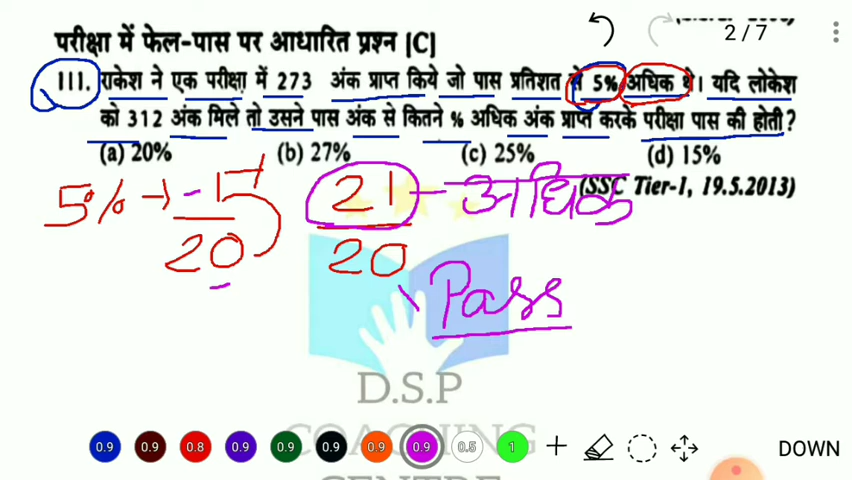 2 / 7
परीक्षा में फेल-पास पर आधारित प्रश्न [C]
111. राकेश ने एक परीक्षा में 273 अंक प्राप्त किये जो पास प्रतिशत से 5% अधिक थे। यदि लोकेश
को 312 अंक मिले तो उसने पास अंक से कितने % अधिक अंक प्राप्त करके परीक्षा पास की होती?
(a) 20% (b) 27% (c) 25% (d) 15%
(SSC Tier-1, 19.5.2013)
5% → 1 21 - अधिक
20 20
Pass
D.S.P
COACHING
CENTRE
0.9 0.9 0.8 0.9 0.9 0.9 0.9 0.9 0.5 1 + DOWN